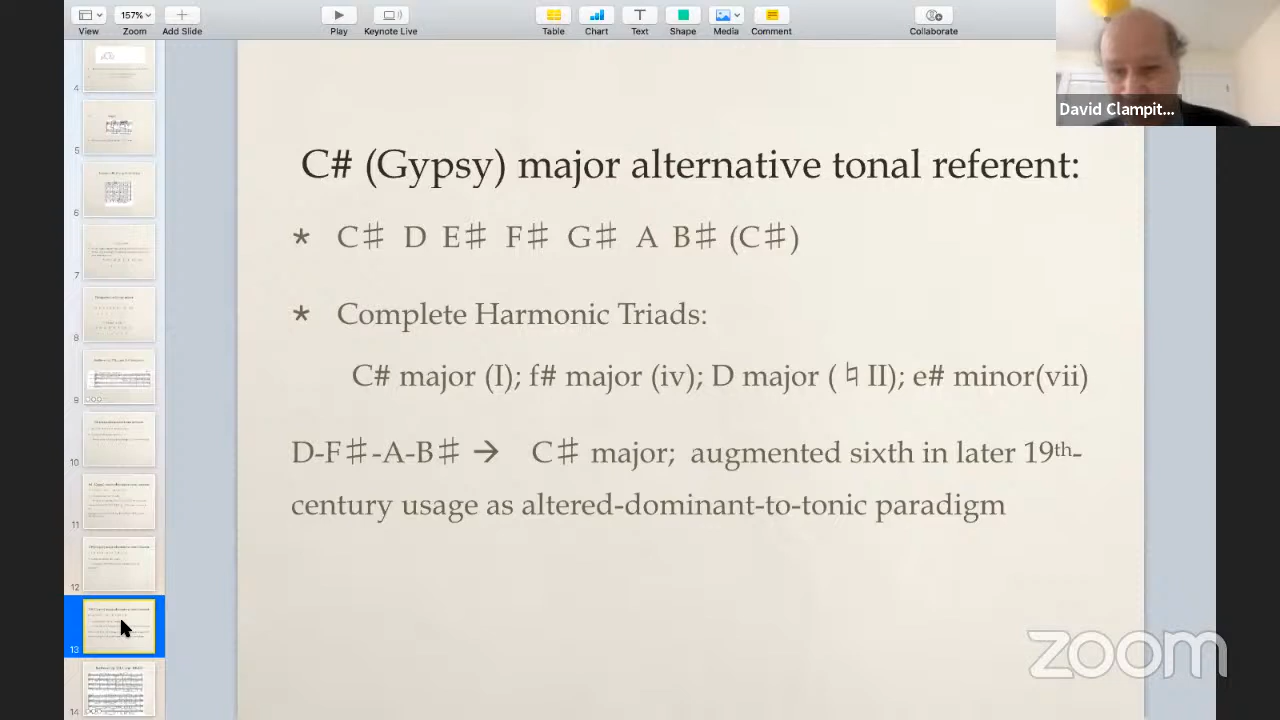 157%
View
Zoom
Add Slide
Play
Keynote Live
Table
Chart
Text
Shape
Media
Comment
Collaborate
David Clampit...
C# (Gypsy) major alternative tonal referent:
* C♯ D E♯ F♯ G♯ A B♯ (C♯)
* Complete Harmonic Triads:
C# major (I); f# major (iv); D major (♮II); e# minor(vii)
D-F♯-A-B♯ → C♯ major; augmented sixth in later 19th-
century usage as altered-dominant-to-tonic paradigm
4
5
6
7
8
9
10
11
12
13
14
zoom